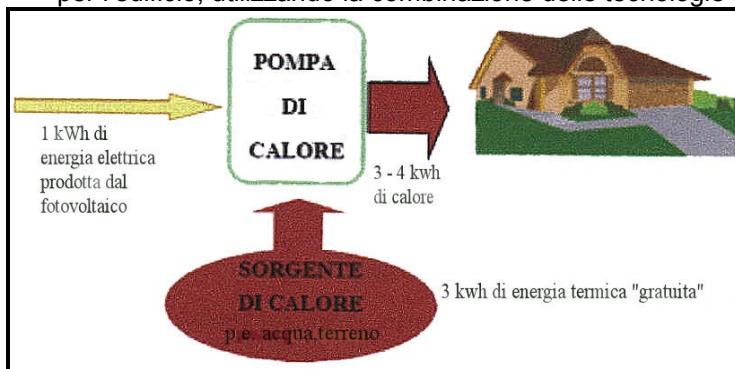 per l'edificio, utilizzando la combinazione delle tecnologie
POMPA
DI
CALORE
1 kWh di
energia elettrica
prodotta dal
fotovoltaico
3 - 4 kwh
di calore
SORGENTE
DI CALORE
p.e. acqua,terreno
3 kwh di energia termica "gratuita"